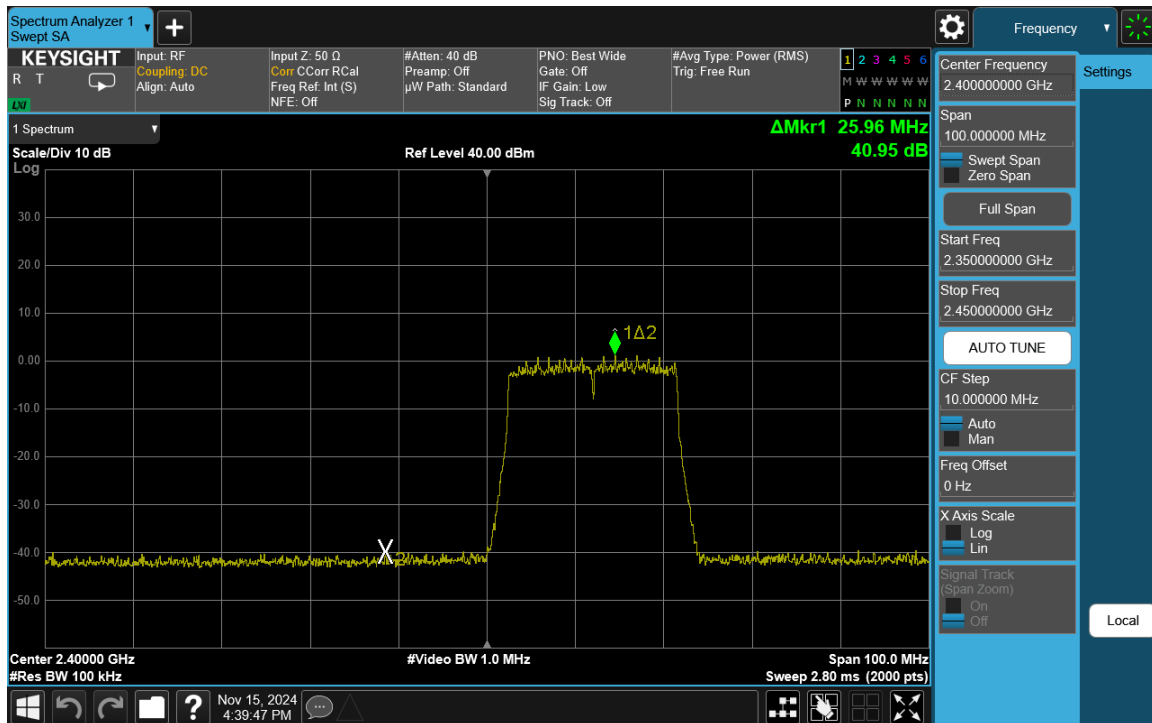 Spectrum Analyzer 1
Swept SA
Frequency
KEYSIGHT
R T
LXI
Input: RF
Coupling: DC
Align: Auto
Input Z: 50 Ω
Corr CCorr RCal
Freq Ref: Int (S)
NFE: Off
#Atten: 40 dB
Preamp: Off
µW Path: Standard
PNO: Best Wide
Gate: Off
IF Gain: Low
Sig Track: Off
#Avg Type: Power (RMS)
Trig: Free Run
1 2 3 4 5 6
M W W W W W
P N N N N N
1 Spectrum
Scale/Div 10 dB
Log
Ref Level 40.00 dBm
ΔMkr1 25.96 MHz
40.95 dB
30.0
20.0
10.0
0.00
-10.0
-20.0
-30.0
-40.0
-50.0
1Δ2
X2
Center 2.40000 GHz
#Res BW 100 kHz
#Video BW 1.0 MHz
Span 100.0 MHz
Sweep 2.80 ms (2000 pts)
Center Frequency
2.400000000 GHz
Span
100.000000 MHz
Swept Span
Zero Span
Full Span
Start Freq
2.350000000 GHz
Stop Freq
2.450000000 GHz
AUTO TUNE
CF Step
10.000000 MHz
Auto
Man
Freq Offset
0 Hz
X Axis Scale
Log
Lin
Signal Track
(Span Zoom)
On
Off
Settings
Local
?
Nov 15, 2024
4:39:47 PM